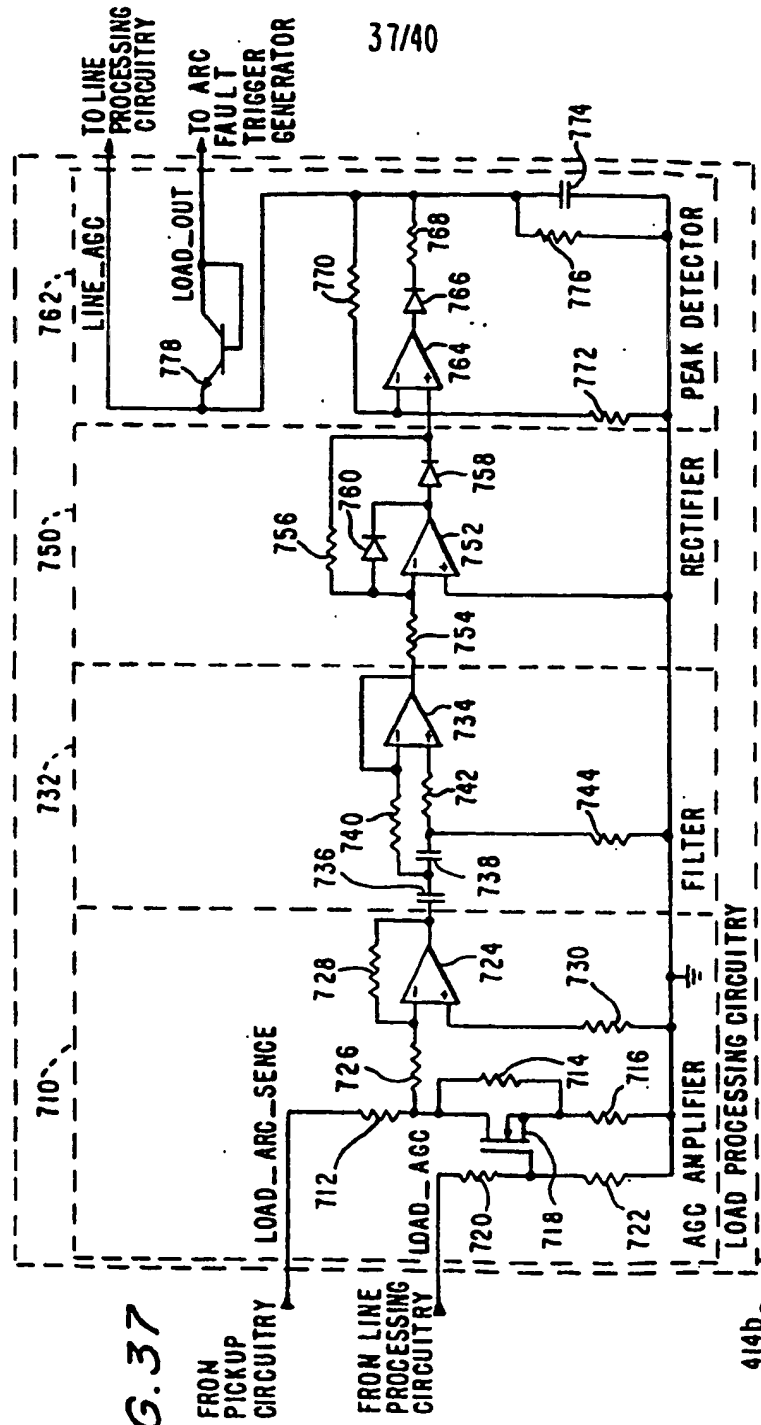 37/40
G.37
FROM
PICKUP
CIRCUITRY
FROM LINE
PROCESSING
CIRCUITRY
TO LINE
PROCESSING
CIRCUITRY
TO ARC
FAULT
TRIGGER
GENERATOR
710
732
750
762
LOAD_ARC_SENCE
LOAD_AGC
LINE_AGC
LOAD_OUT
712
714
716
718
720
722
724
726
728
730
734
736
738
740
742
744
752
754
756
758
760
764
766
768
770
772
774
776
778
AGC AMPLIFIER
FILTER
RECTIFIER
PEAK DETECTOR
LOAD PROCESSING CIRCUITRY
414b